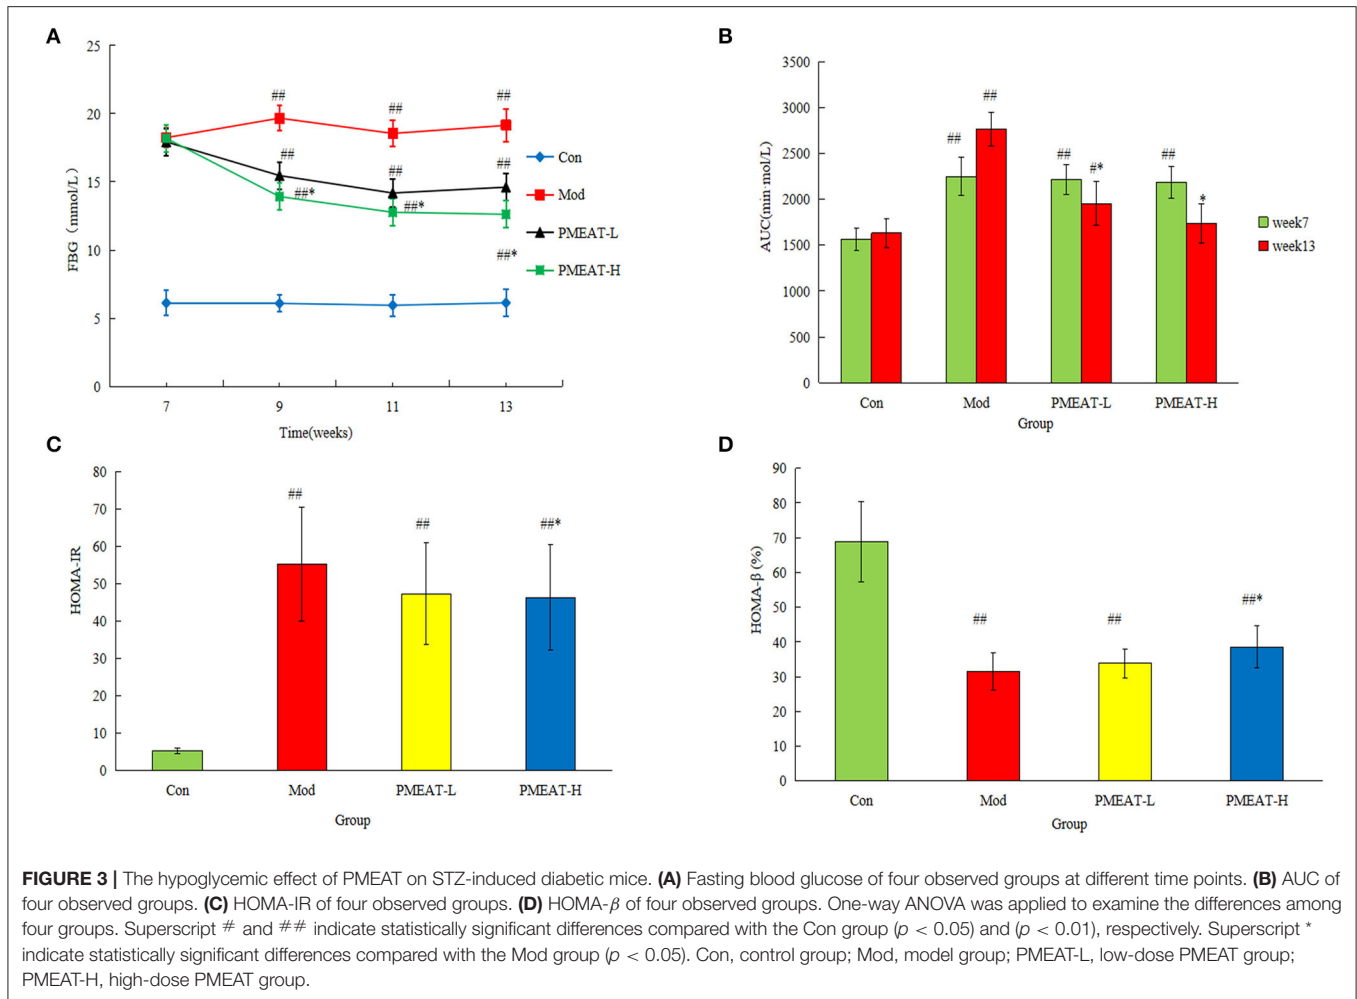 A
25
20
15
10
5
0
FBG （mmol/L）
##
##
##
##
##
##
##*
##*
##*
7
9
11
13
Time(weeks)
Con
Mod
PMEAT-L
PMEAT-H
B
3500
3000
2500
2000
1500
1000
500
0
AUC(min·mol/L)
##
##
##
#*
##
*
Con
Mod
PMEAT-L
PMEAT-H
Group
week7
week13
C
80
70
60
50
40
30
20
10
0
HOMA-IR
##
##
##*
Con
Mod
PMEAT-L
PMEAT-H
Group
D
90
80
70
60
50
40
30
20
10
0
HOMA-β (%)
##
##
##*
Con
Mod
PMEAT-L
PMEAT-H
Group
FIGURE 3 | The hypoglycemic effect of PMEAT on STZ-induced diabetic mice. (A) Fasting blood glucose of four observed groups at different time points. (B) AUC of
four observed groups. (C) HOMA-IR of four observed groups. (D) HOMA-β of four observed groups. One-way ANOVA was applied to examine the differences among
four groups. Superscript # and ## indicate statistically significant differences compared with the Con group (p < 0.05) and (p < 0.01), respectively. Superscript *
indicate statistically significant differences compared with the Mod group (p < 0.05). Con, control group; Mod, model group; PMEAT-L, low-dose PMEAT group;
PMEAT-H, high-dose PMEAT group.